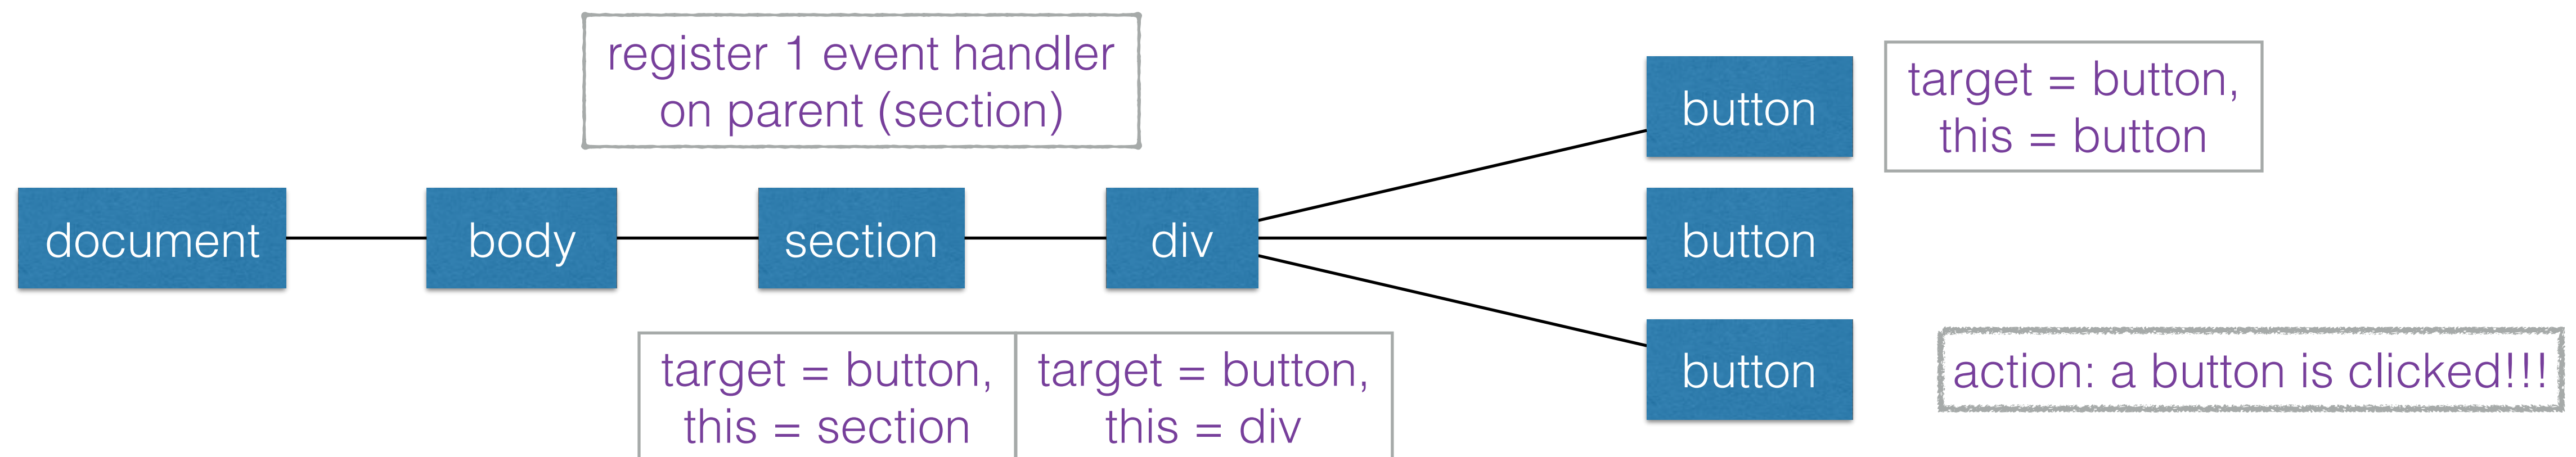 register 1 event handler
on parent (section)
button
target = button,
this = button
document
body
section
div
button
target = button,
this = section
target = button,
this = div
button
action: a button is clicked!!!